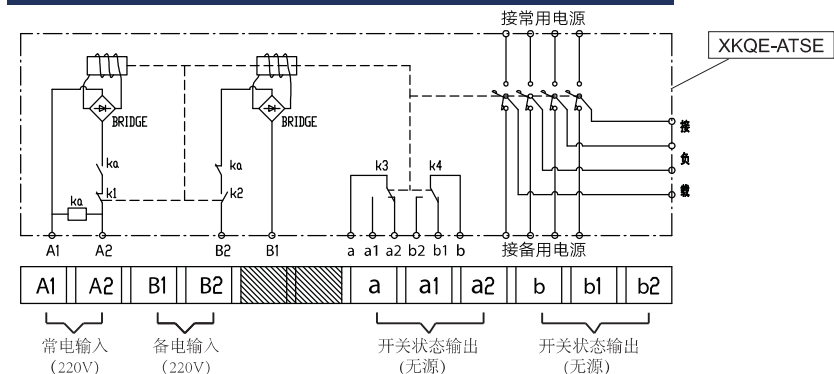 接常用电源
XKQE-ATSE
BRIDGE
BRIDGE
接
负
载
ka
ka
k3
k4
k1
k2
ka
A1
A2
B2
B1
a
a1
a2
b2
b1
b
接备用电源
A1
A2
B1
B2
a
a1
a2
b
b1
b2
常电输入
备电输入
开关状态输出
开关状态输出
(220V)
(220V)
(无源)
(无源)